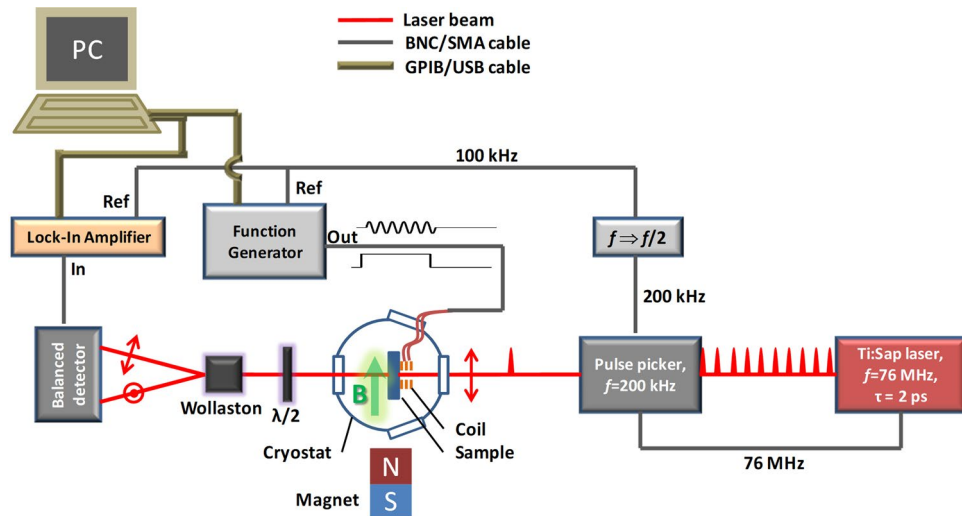 Laser beam
BNC/SMA cable
GPIB/USB cable
PC
100 kHz
Ref
Ref
Lock-In Amplifier
Function
Generator
Out
f ⇒ f/2
In
200 kHz
Balanced
detector
Wollaston
λ/2
B
Pulse picker,
f=200 kHz
Ti:Sap laser,
f=76 MHz,
τ = 2 ps
Coil
Sample
Cryostat
76 MHz
N
S
Magnet